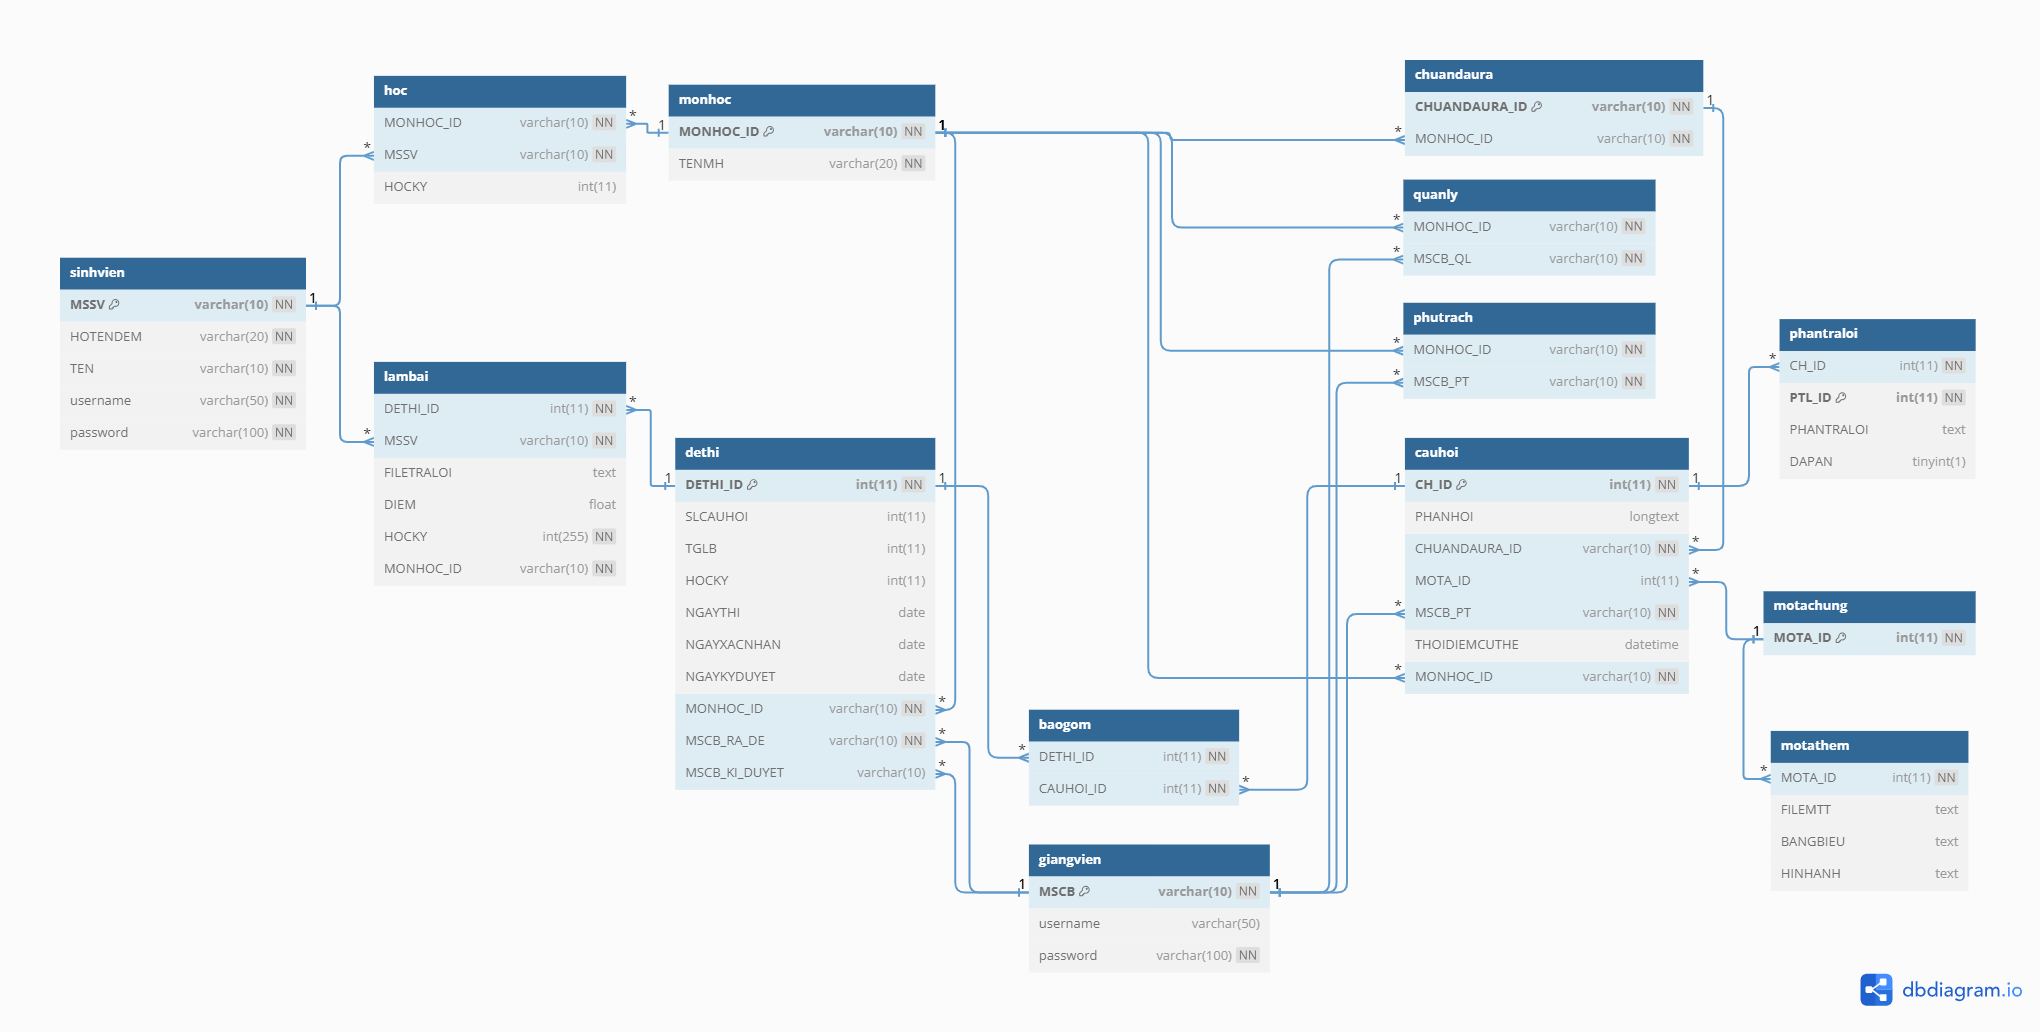 hoc
MONHOC_ID varchar(10) NN
MSSV varchar(10) NN
HOCKY int(11)
monhoc
MONHOC_ID varchar(10) NN
TENMH varchar(20) NN
chuandaura
CHUANDAURA_ID varchar(10) NN
MONHOC_ID varchar(10) NN
quanly
MONHOC_ID varchar(10) NN
MSCB_QL varchar(10) NN
sinhvien
MSSV varchar(10) NN
HOTENDEM varchar(20) NN
TEN varchar(10) NN
username varchar(50) NN
password varchar(100) NN
phutrach
MONHOC_ID varchar(10) NN
MSCB_PT varchar(10) NN
phantraloi
CH_ID int(11) NN
PTL_ID int(11) NN
PHANTRALOI text
DAPAN tinyint(1)
lambai
DETHI_ID int(11) NN
MSSV varchar(10) NN
FILETRALOI text
DIEM float
HOCKY int(255) NN
MONHOC_ID varchar(10) NN
dethi
DETHI_ID int(11) NN
SLCAUHOI int(11)
TGLB int(11)
HOCKY int(11)
NGAYTHI date
NGAYXACNHAN date
NGAYKYDUYET date
MONHOC_ID varchar(10) NN
MSCB_RA_DE varchar(10) NN
MSCB_KI_DUYET varchar(10)
cauhoi
CH_ID int(11) NN
PHANHOI longtext
CHUANDAURA_ID varchar(10) NN
MOTA_ID int(11)
MSCB_PT varchar(10) NN
THOIDIEMCUTHE datetime
MONHOC_ID varchar(10) NN
motachung
MOTA_ID int(11) NN
baogom
DETHI_ID int(11) NN
CAUHOI_ID int(11) NN
motathem
MOTA_ID int(11) NN
FILEMTT text
BANGBIEU text
HINHANH text
giangvien
MSCB varchar(10) NN
username varchar(50)
password varchar(100) NN
dbdiagram.io